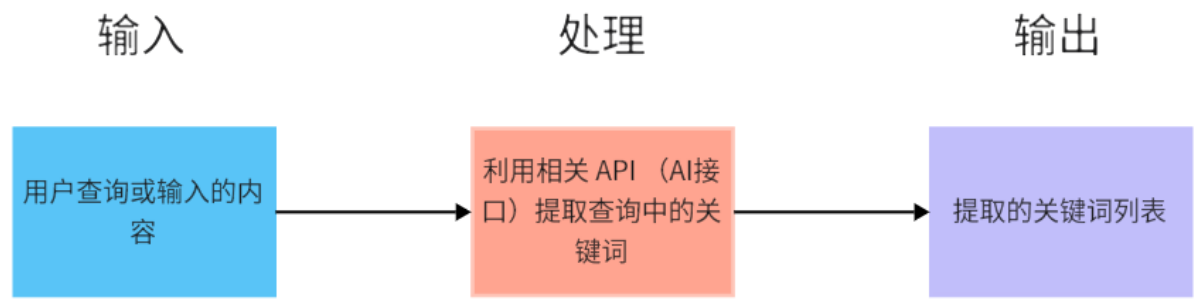 输入
处理
输出
用户查询或输入的内
容
利用相关 API （AI接
口）提取查询中的关
键词
提取的关键词列表